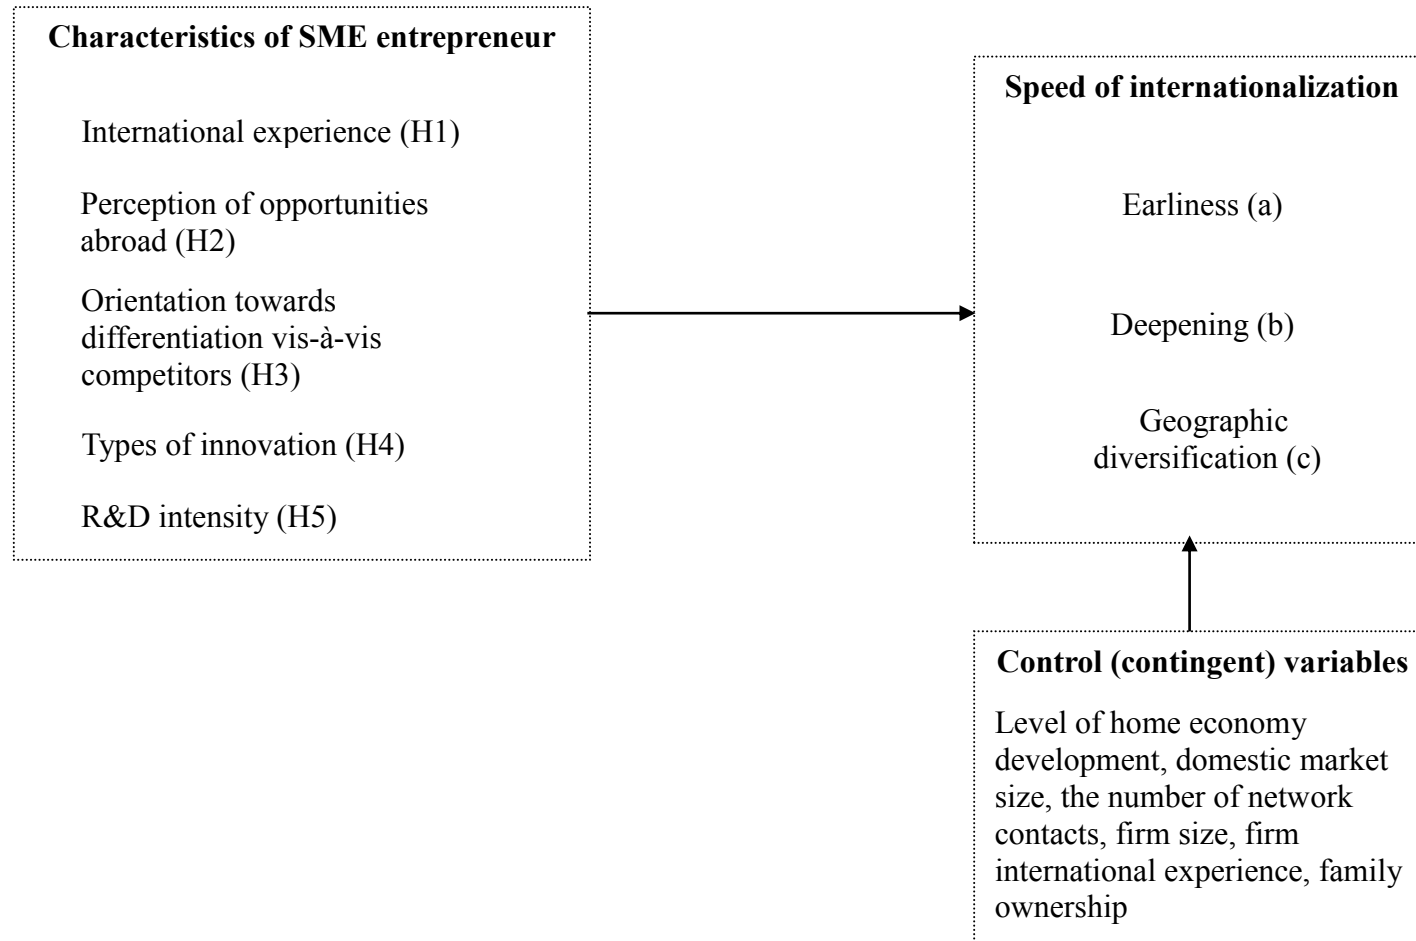 Characteristics of SME entrepreneur
International experience (H1)
Perception of opportunities
abroad (H2)
Orientation towards
differentiation vis-à-vis
competitors (H3)
Types of innovation (H4)
R&D intensity (H5)
Speed of internationalization
Earliness (a)
Deepening (b)
Geographic
diversification (c)
Control (contingent) variables
Level of home economy
development, domestic market
size, the number of network
contacts, firm size, firm
international experience, family
ownership